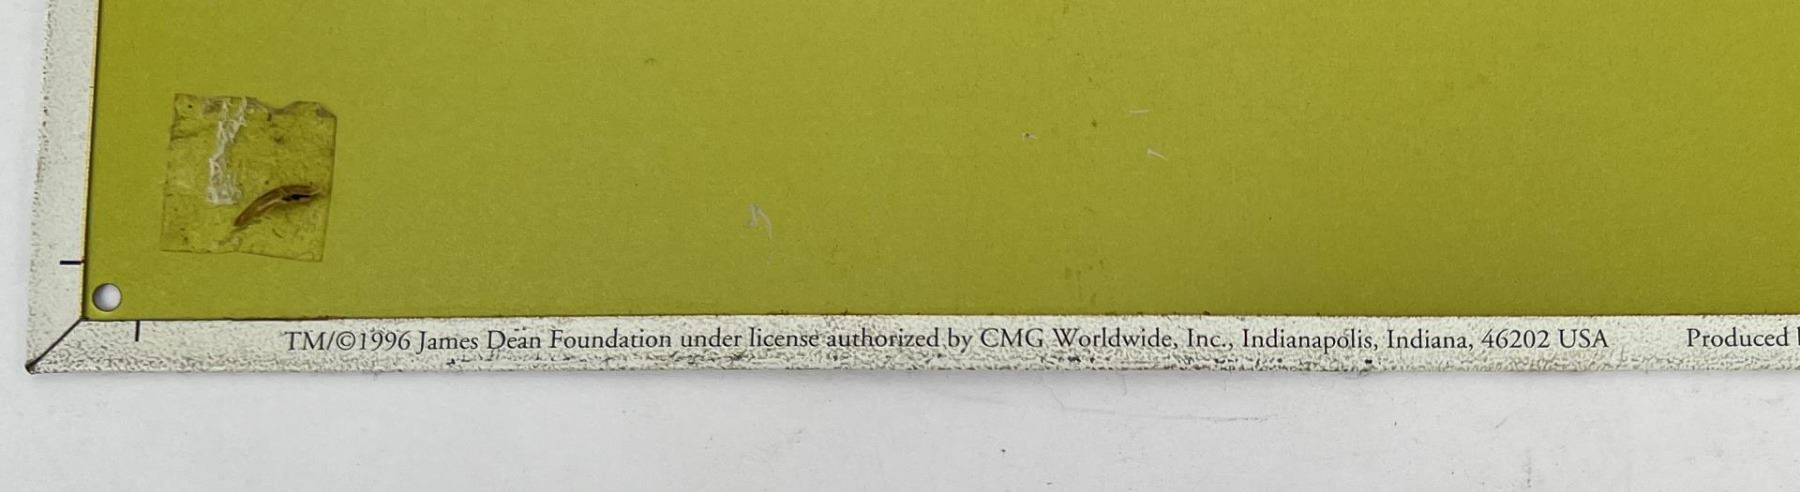 TM/©1996 James Dean Foundation under license authorized by CMG Worldwide, Inc., Indianapolis, Indiana, 46202 USA Produced